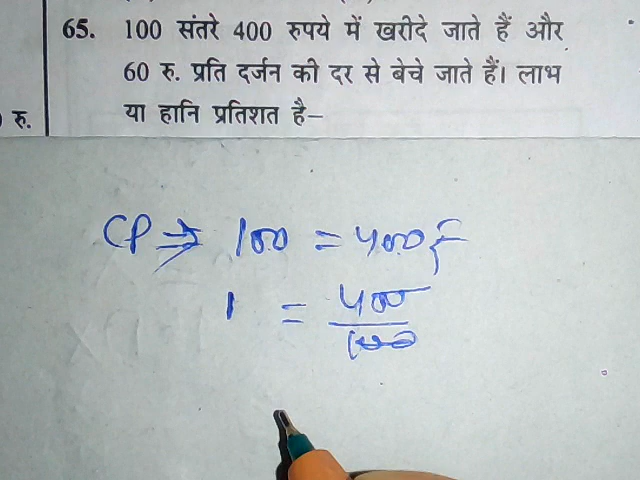 65. 100 संतरे 400 रुपये में खरीदे जाते हैं और
60 रु. प्रति दर्जन की दर से बेचे जाते हैं। लाभ
रु. या हानि प्रतिशत है–
CP ⇒ 100 = 400 ₹
1 = 400
100